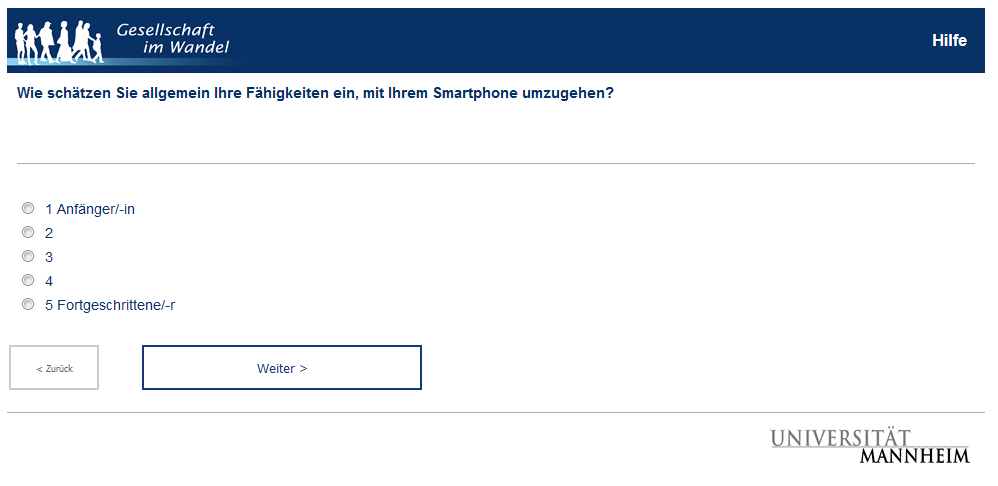 Gesellschaft
im Wandel
Hilfe
Wie schätzen Sie allgemein Ihre Fähigkeiten ein, mit Ihrem Smartphone umzugehen?
1 Anfänger/-in
2
3
4
5 Fortgeschrittene/-r
< Zurück
Weiter >
UNIVERSITÄT
MANNHEIM